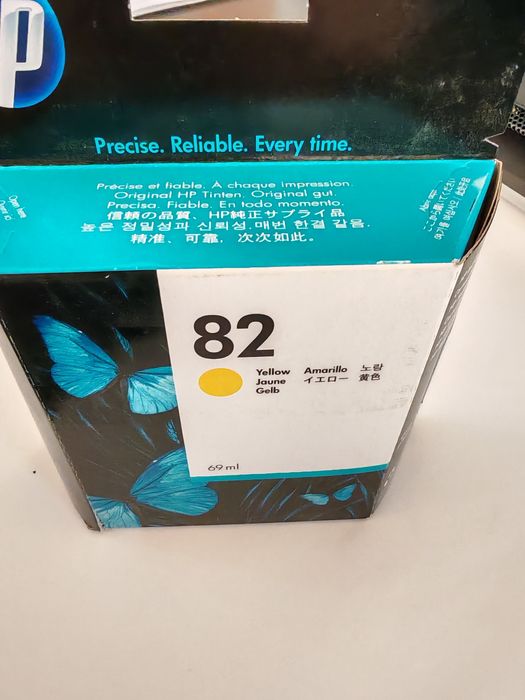 hp
Precise. Reliable. Every time.
Précise et fiable. À chaque impression.
Original HP Tinten. Original gut.
Precisa. Fiable. En todo momento.
信頼の品質、HP純正サプライ品
높은 정밀성과 신뢰성.매번 한결 같음.
精准、可靠，次次如此。
82
Yellow Amarillo 노랑
Jaune イエロー 黄色
Gelb
69 ml